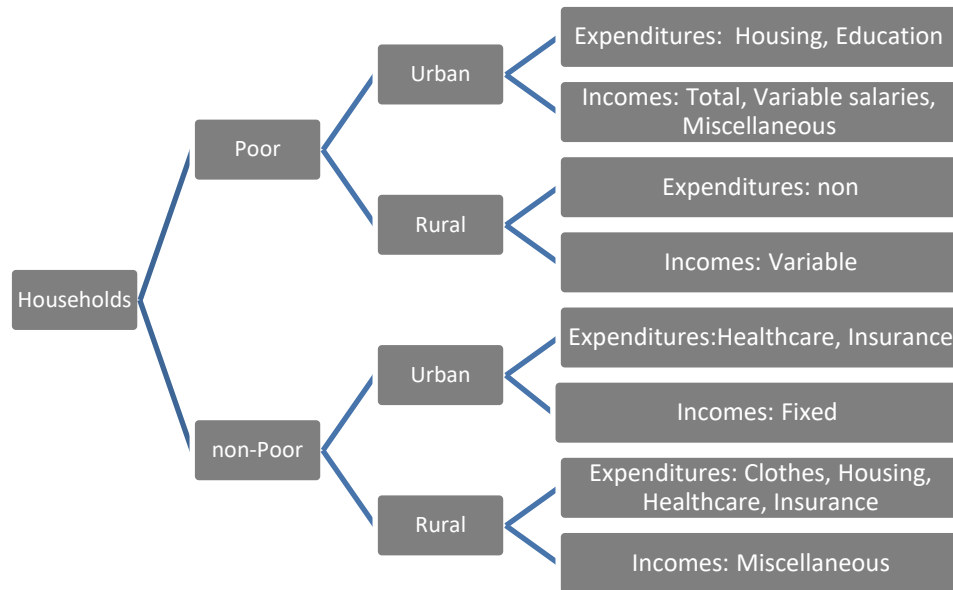 Households
Poor
Urban
Expenditures:  Housing, Education
Incomes: Total, Variable salaries,
Miscellaneous
Rural
Expenditures: non
Incomes: Variable
non-Poor
Urban
Expenditures:Healthcare, Insurance
Incomes: Fixed
Rural
Expenditures: Clothes, Housing,
Healthcare, Insurance
Incomes: Miscellaneous